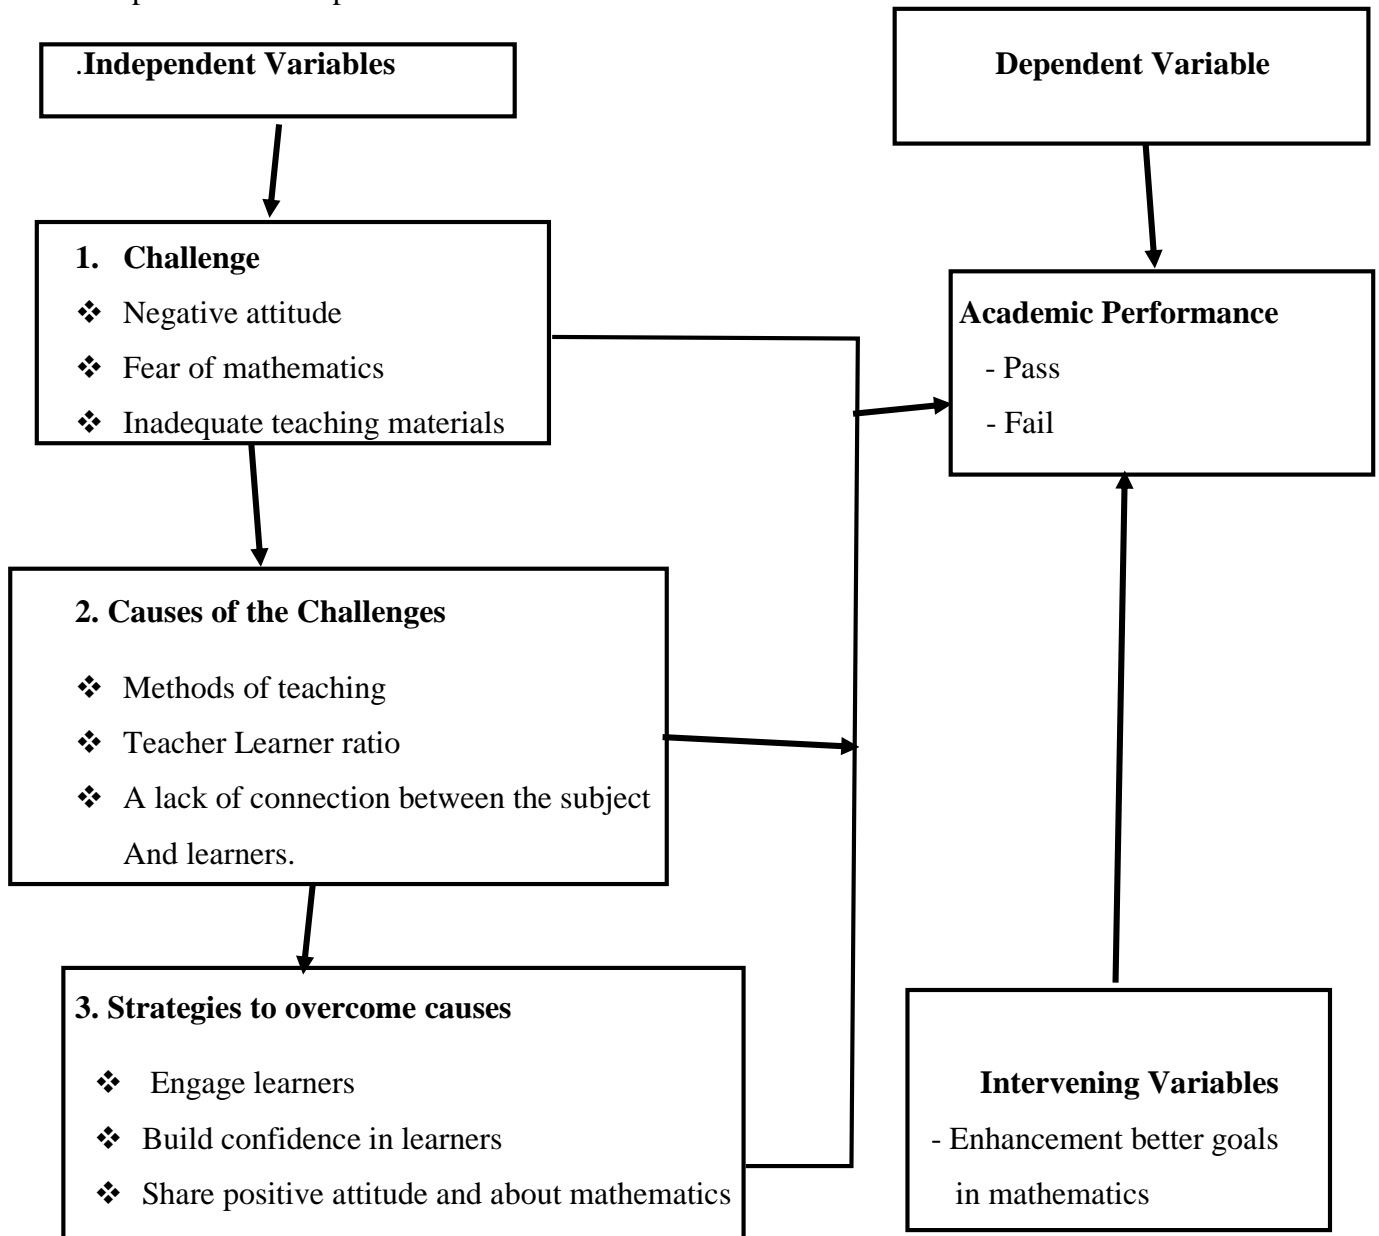 .Independent Variables
Dependent Variable
1. Challenge
❖ Negative attitude
❖ Fear of mathematics
❖ Inadequate teaching materials
Academic Performance
- Pass
- Fail
2. Causes of the Challenges
❖ Methods of teaching
❖ Teacher Learner ratio
❖ A lack of connection between the subject
And learners.
3. Strategies to overcome causes
❖ Engage learners
❖ Build confidence in learners
❖ Share positive attitude and about mathematics
Intervening Variables
- Enhancement better goals
in mathematics